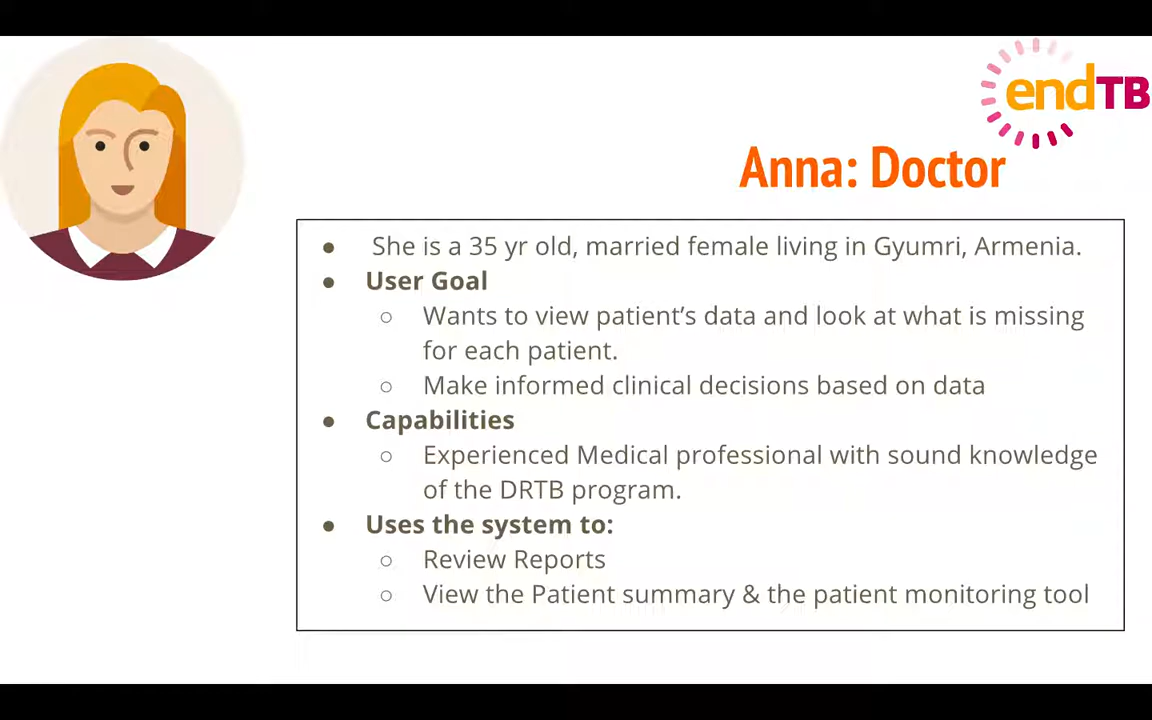 endTB
Anna: Doctor
● She is a 35 yr old, married female living in Gyumri, Armenia.
● User Goal
○ Wants to view patient's data and look at what is missing
for each patient.
○ Make informed clinical decisions based on data
● Capabilities
○ Experienced Medical professional with sound knowledge
of the DRTB program.
● Uses the system to:
○ Review Reports
○ View the Patient summary & the patient monitoring tool